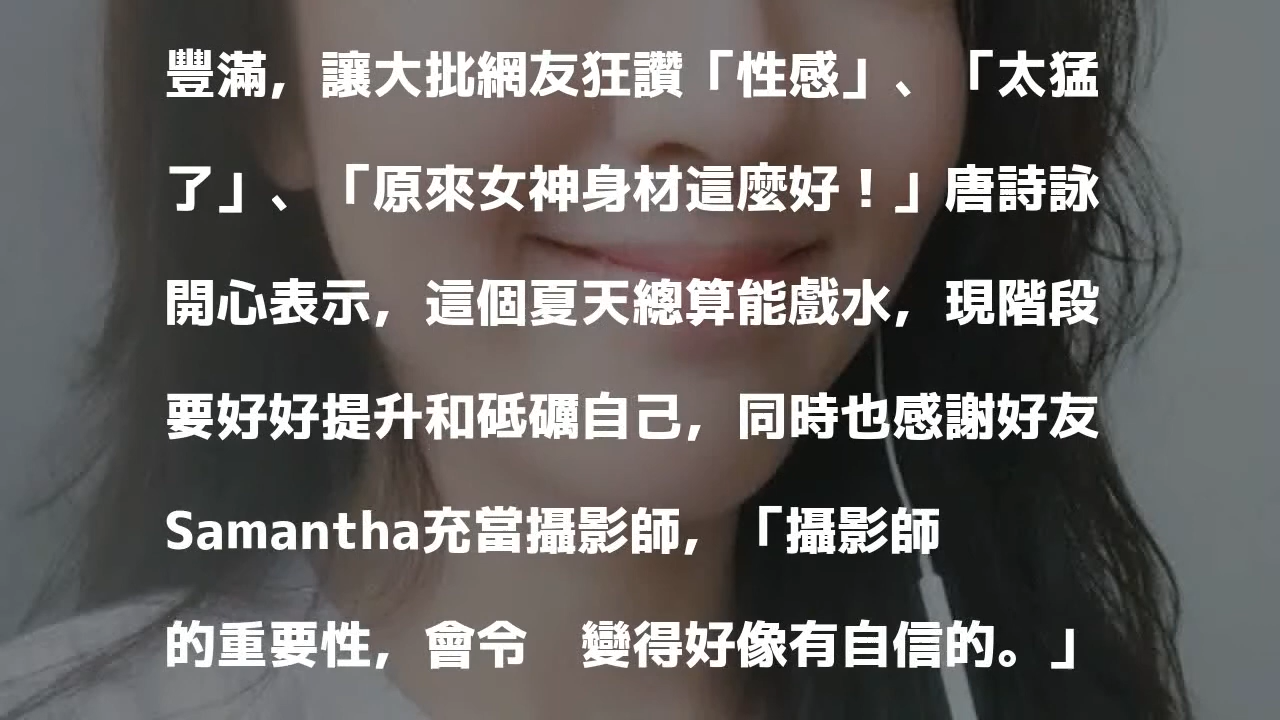 豐滿，讓大批網友狂讚「性感」、「太猛
了」、「原來女神身材這麼好！」唐詩詠
開心表示，這個夏天總算能戲水，現階段
要好好提升和砥礪自己，同時也感謝好友
Samantha充當攝影師，「攝影師
的重要性，會令　變得好像有自信的。」